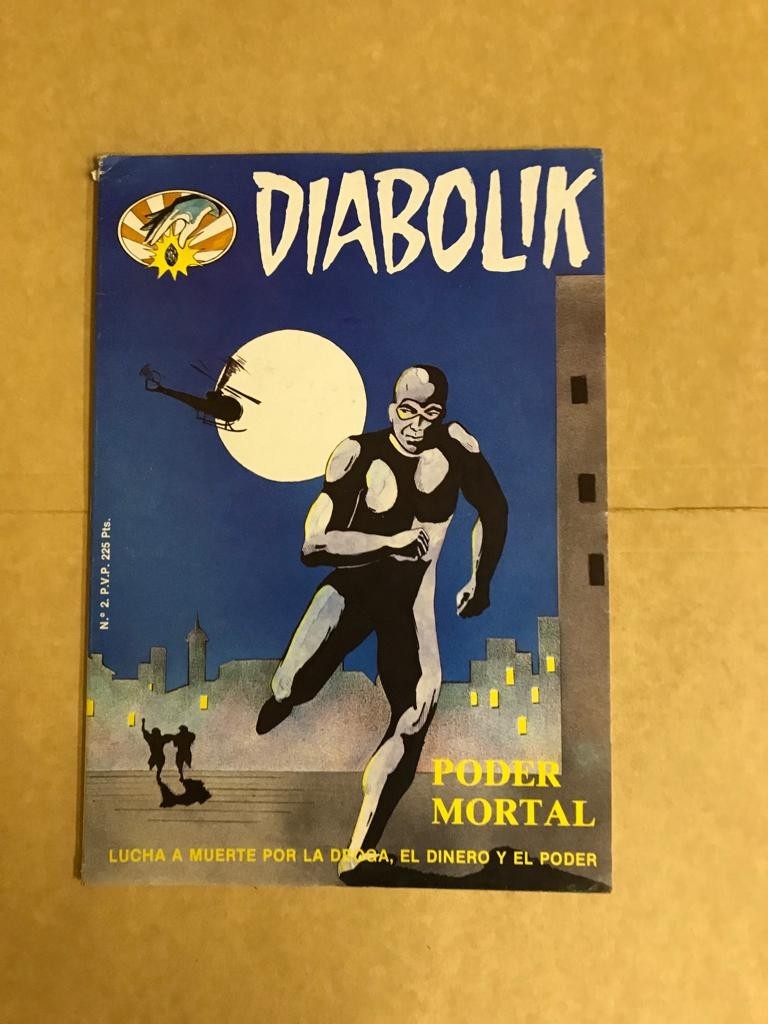 DIABOLIK
N.º 2. P.V.P. 225 Pts.
PODER
MORTAL
LUCHA A MUERTE POR LA DROGA, EL DINERO Y EL PODER